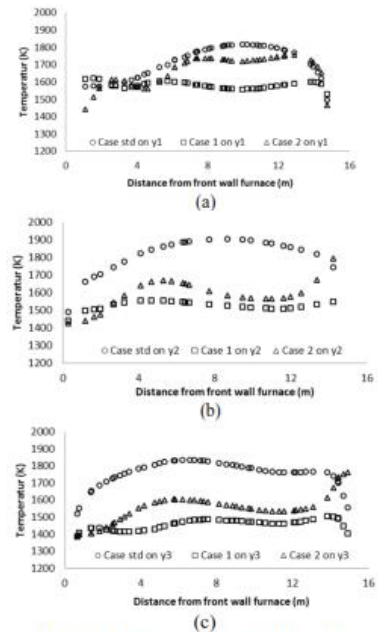 2000
1900
1800
1700
1600
1500
1400
1300
1200
Temperatur (K)
○Case std on y1 □Case 1 on y1 △Case 2 on y1
0 4 8 12 16
Distance from front wall furnace (m)
(a)
2000
1900
1800
1700
1600
1500
1400
1300
1200
Temperatur (K)
○Case std on y2 □Case 1 on y2 △Case 2 on y2
0 4 8 12 16
Distance from front wall furnace (m)
(b)
2000
1900
1800
1700
1600
1500
1400
1300
1200
Temperatur (K)
○Case std on y3 □Case 1 on y3 △Case 2 on y3
0 4 8 12 16
Distance from front wall furnace (m)
(c)